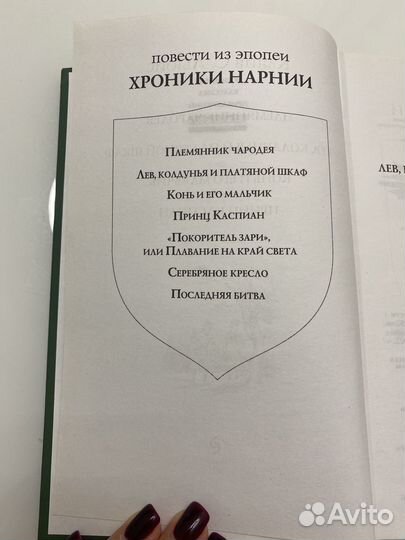 ПОВЕСТИ ИЗ ЭПОПЕИ
ХРОНИКИ НАРНИИ
ПЛЕМЯННИК ЧАРОДЕЯ
ЛЕВ, КОЛДУНЬЯ И ПЛАТЯНОЙ ШКАФ
КОНЬ И ЕГО МАЛЬЧИК
ПРИНЦ КАСПИАН
«ПОКОРИТЕЛЬ ЗАРИ»,
ИЛИ ПЛАВАНИЕ НА КРАЙ СВЕТА
СЕРЕБРЯНОЕ КРЕСЛО
ПОСЛЕДНЯЯ БИТВА
ЛЕВ,
Avito